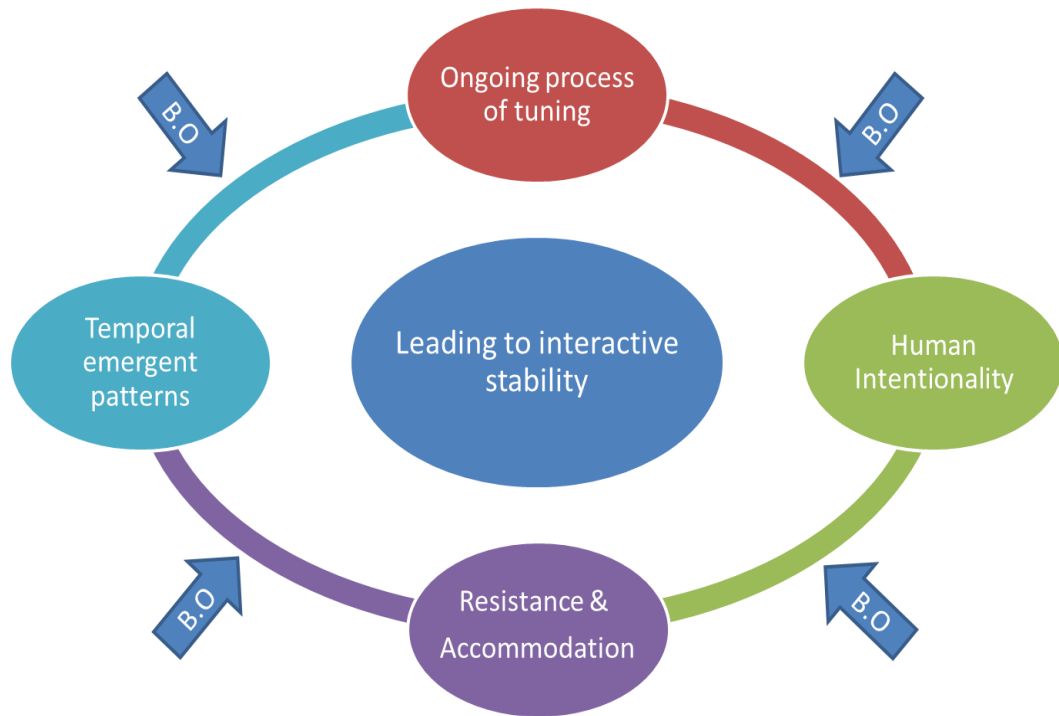 Ongoing process
of tuning
B.O
B.O
Temporal
emergent
patterns
Leading to interactive
stability
Human
Intentionality
Resistance &
Accommodation
B.O
B.O